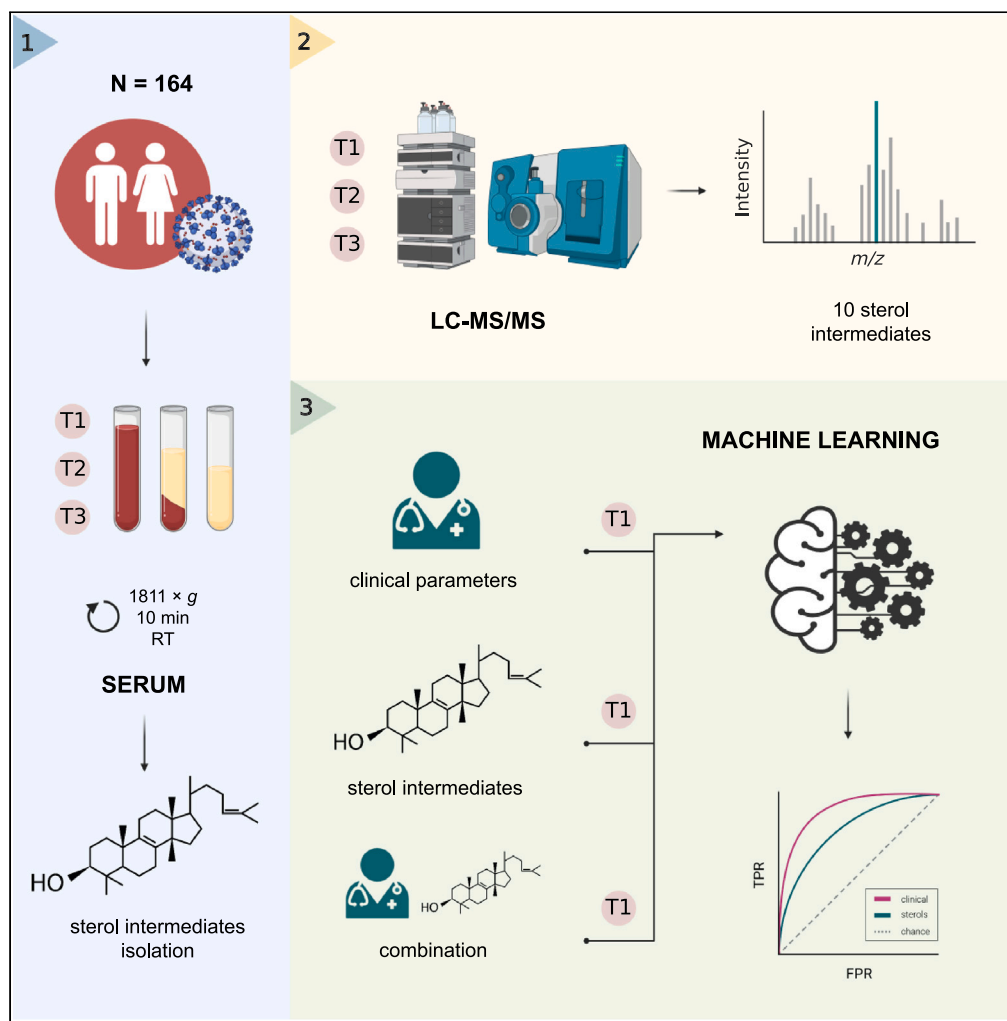 1
N = 164
T1
T2
T3
1811 × g
10 min
RT
SERUM
HO
sterol intermediates
isolation
2
T1
T2
T3
LC-MS/MS
Intensity
m/z
10 sterol
intermediates
3
MACHINE LEARNING
T1
clinical parameters
HO
T1
sterol intermediates
HO
T1
combination
TPR
clinical
sterols
chance
FPR